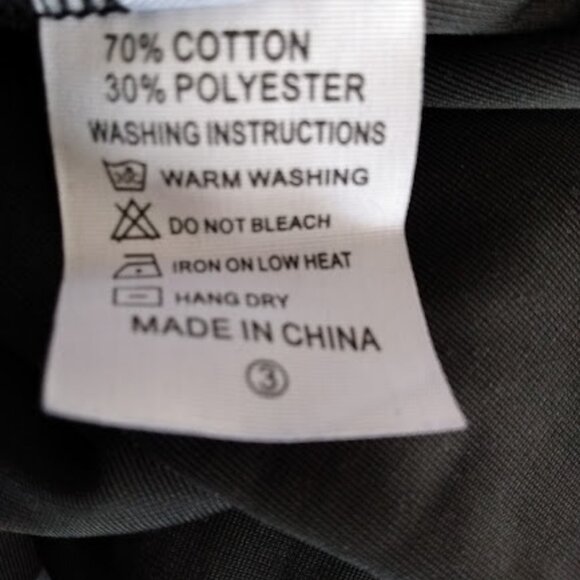 70% COTTON
30% POLYESTER
WASHING INSTRUCTIONS
WARM WASHING
DO NOT BLEACH
IRON ON LOW HEAT
HANG DRY
MADE IN CHINA
3